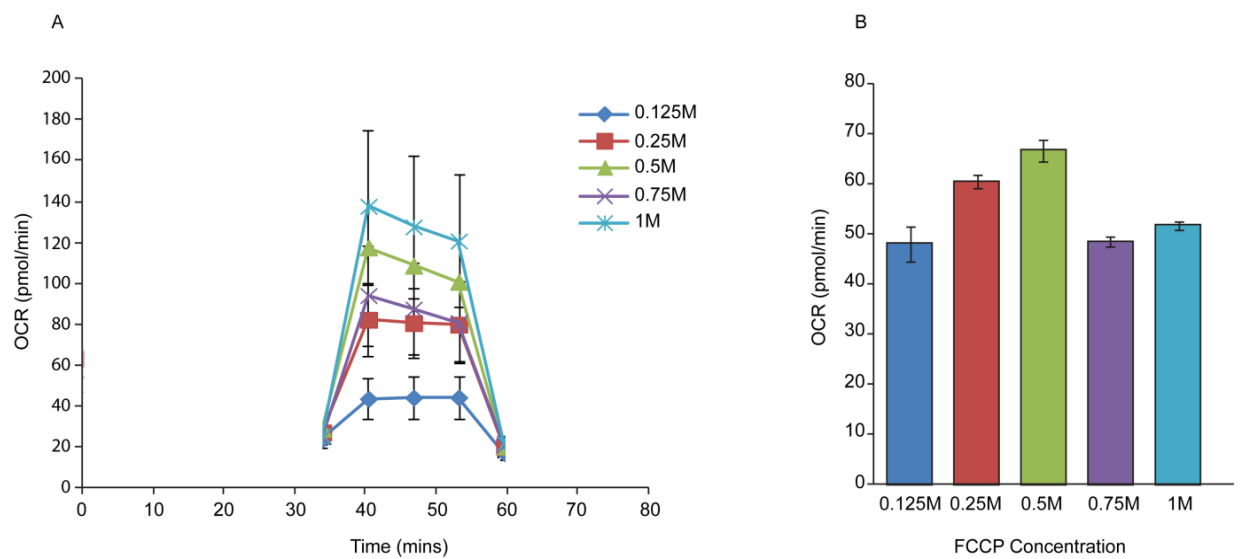 A
OCR (pmol/min)
200
180
160
140
120
100
80
60
40
20
0
0 10 20 30 40 50 60 70 80
Time (mins)
0.125M
0.25M
0.5M
0.75M
1M
B
OCR (pmol/min)
80
70
60
50
40
30
20
10
0
0.125M 0.25M 0.5M 0.75M 1M
FCCP Concentration